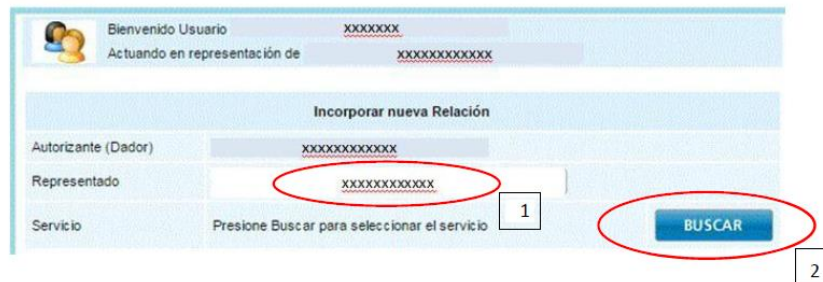 Bienvenido Usuario xxxxxxx
Actuando en representación de xxxxxxxxxxxx
Incorporar nueva Relación
Autorizante (Dador) xxxxxxxxxxxx
Representado xxxxxxxxxxxx
1
Servicio Presione Buscar para seleccionar el servicio BUSCAR
2